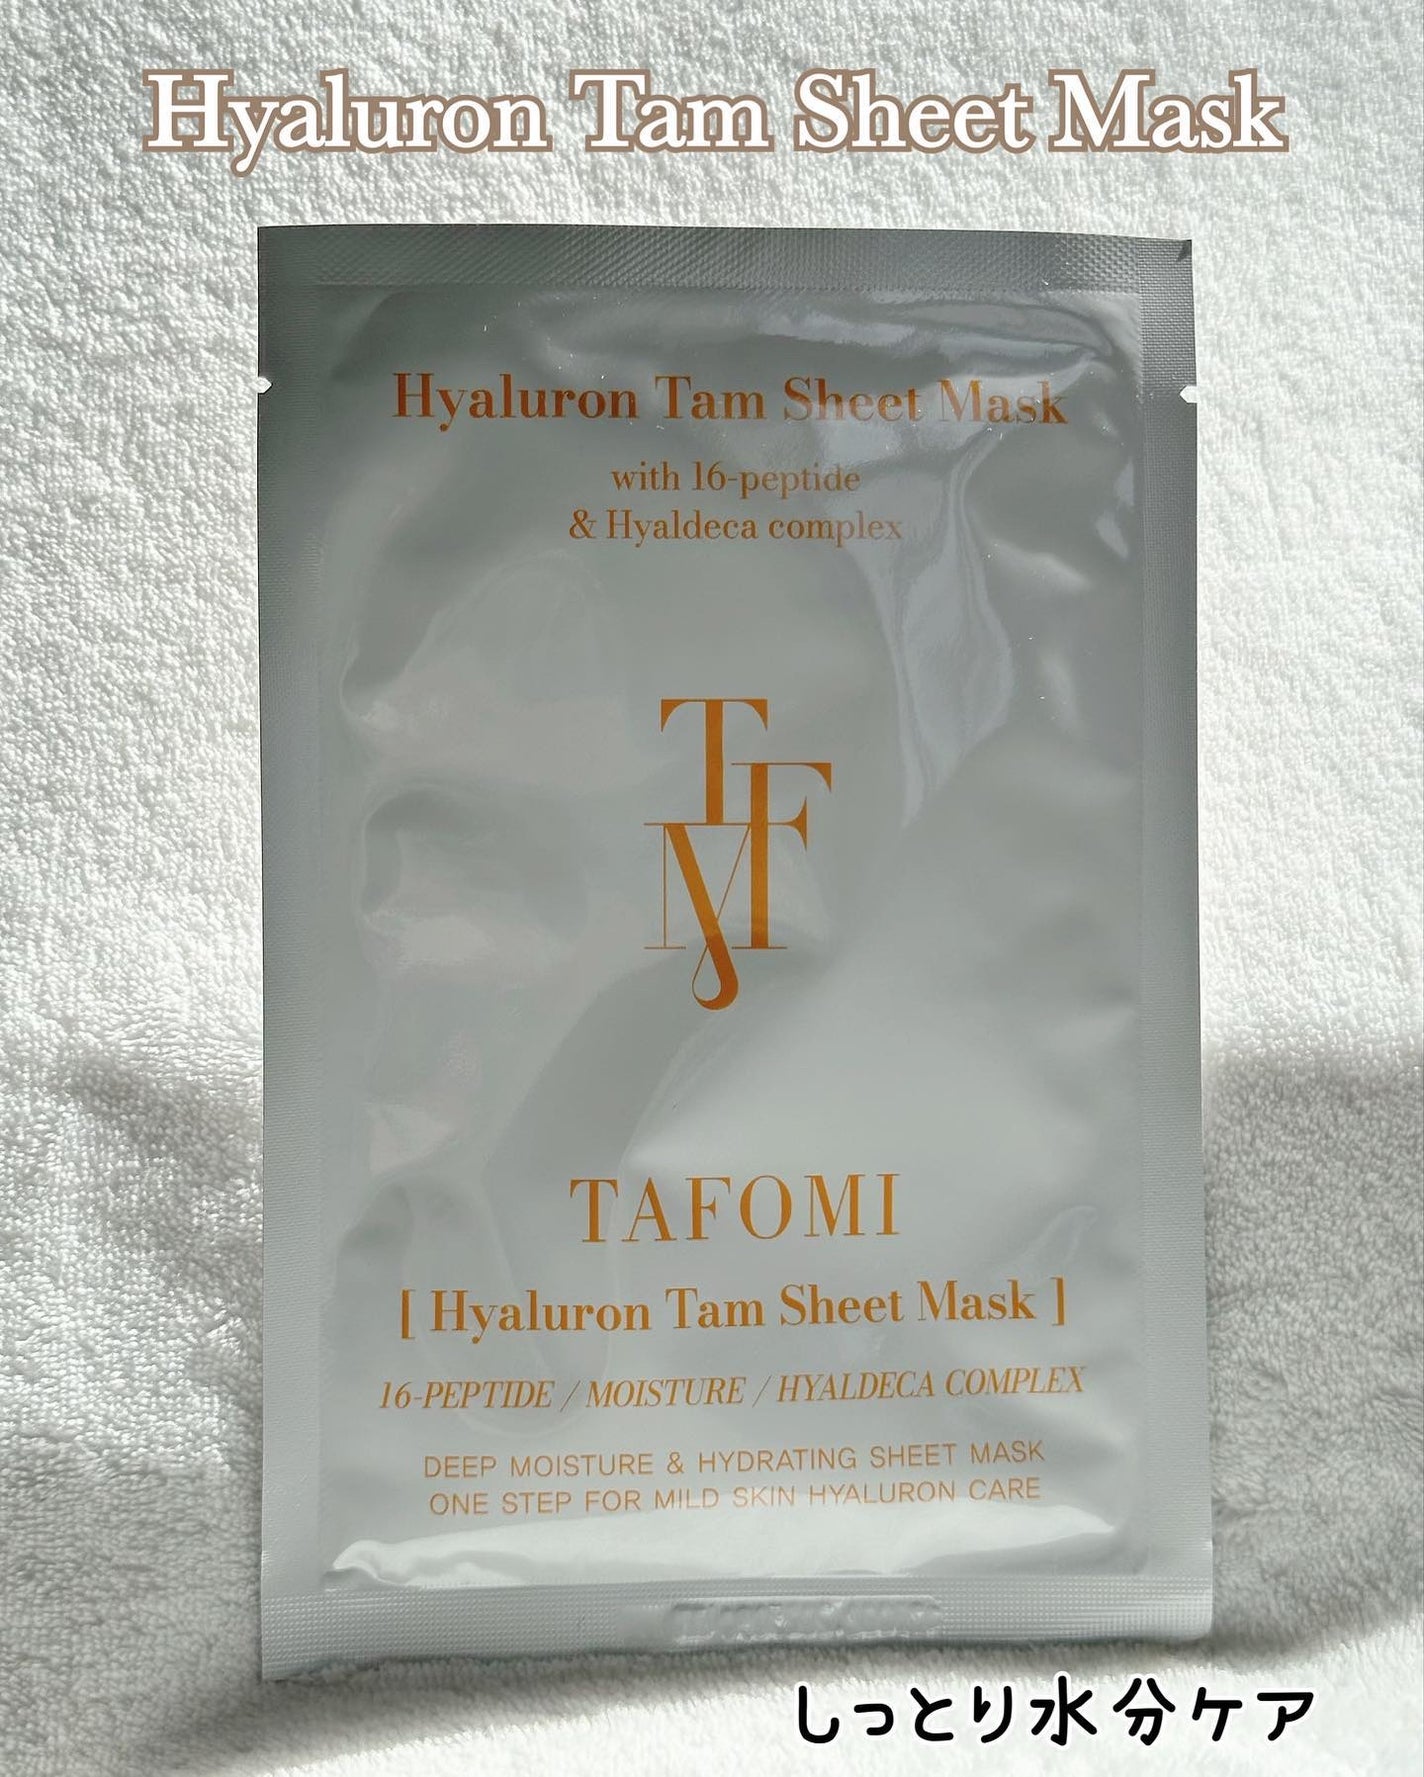 Hyaluron Tam Sheet Mask
Hyaluron Tam Sheet Mask
with 16-peptide
& Hyaldeca complex
TFM
TAFOMI
[ Hyaluron Tam Sheet Mask ]
16-PEPTIDE / MOISTURE / HYALDECA COMPLEX
DEEP MOISTURE & HYDRATING SHEET MASK
ONE STEP FOR MILD SKIN HYALURON CARE
しっとり水分ケア